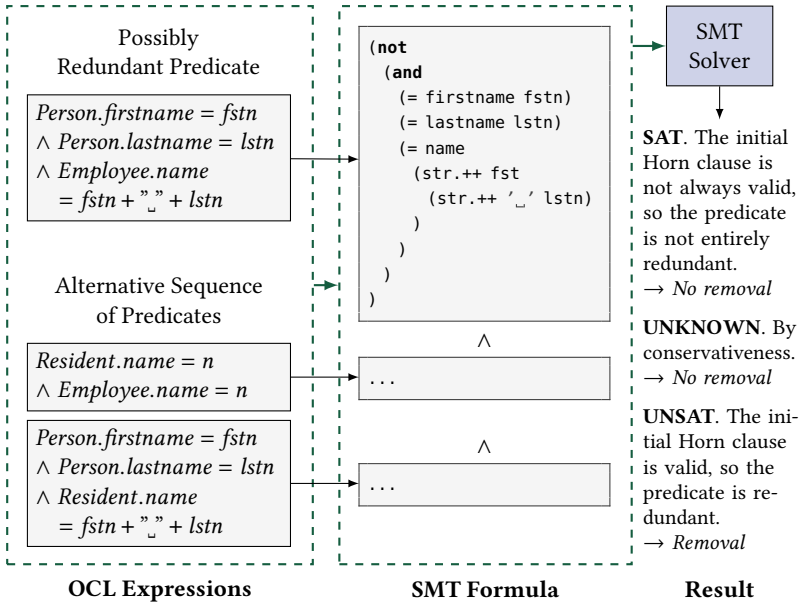 Possibly
Redundant Predicate
Person.firstname = fstn
∧ Person.lastname = lstn
∧ Employee.name
= fstn + ”␣” + lstn
Alternative Sequence
of Predicates
Resident.name = n
∧ Employee.name = n
Person.firstname = fstn
∧ Person.lastname = lstn
∧ Resident.name
= fstn + ”␣” + lstn
OCL Expressions
(not
(and
(= firstname fstn)
(= lastname lstn)
(= name
(str.++ fst
(str.++ ′␣′ lstn)
)
)
)
)
∧
...
∧
...
SMT Formula
SMT
Solver
SAT. The initial
Horn clause is
not always valid,
so the predicate
is not entirely
redundant.
→ No removal
UNKNOWN. By
conservativeness.
→ No removal
UNSAT. The ini-
tial Horn clause
is valid, so the
predicate is re-
dundant.
→ Removal
Result